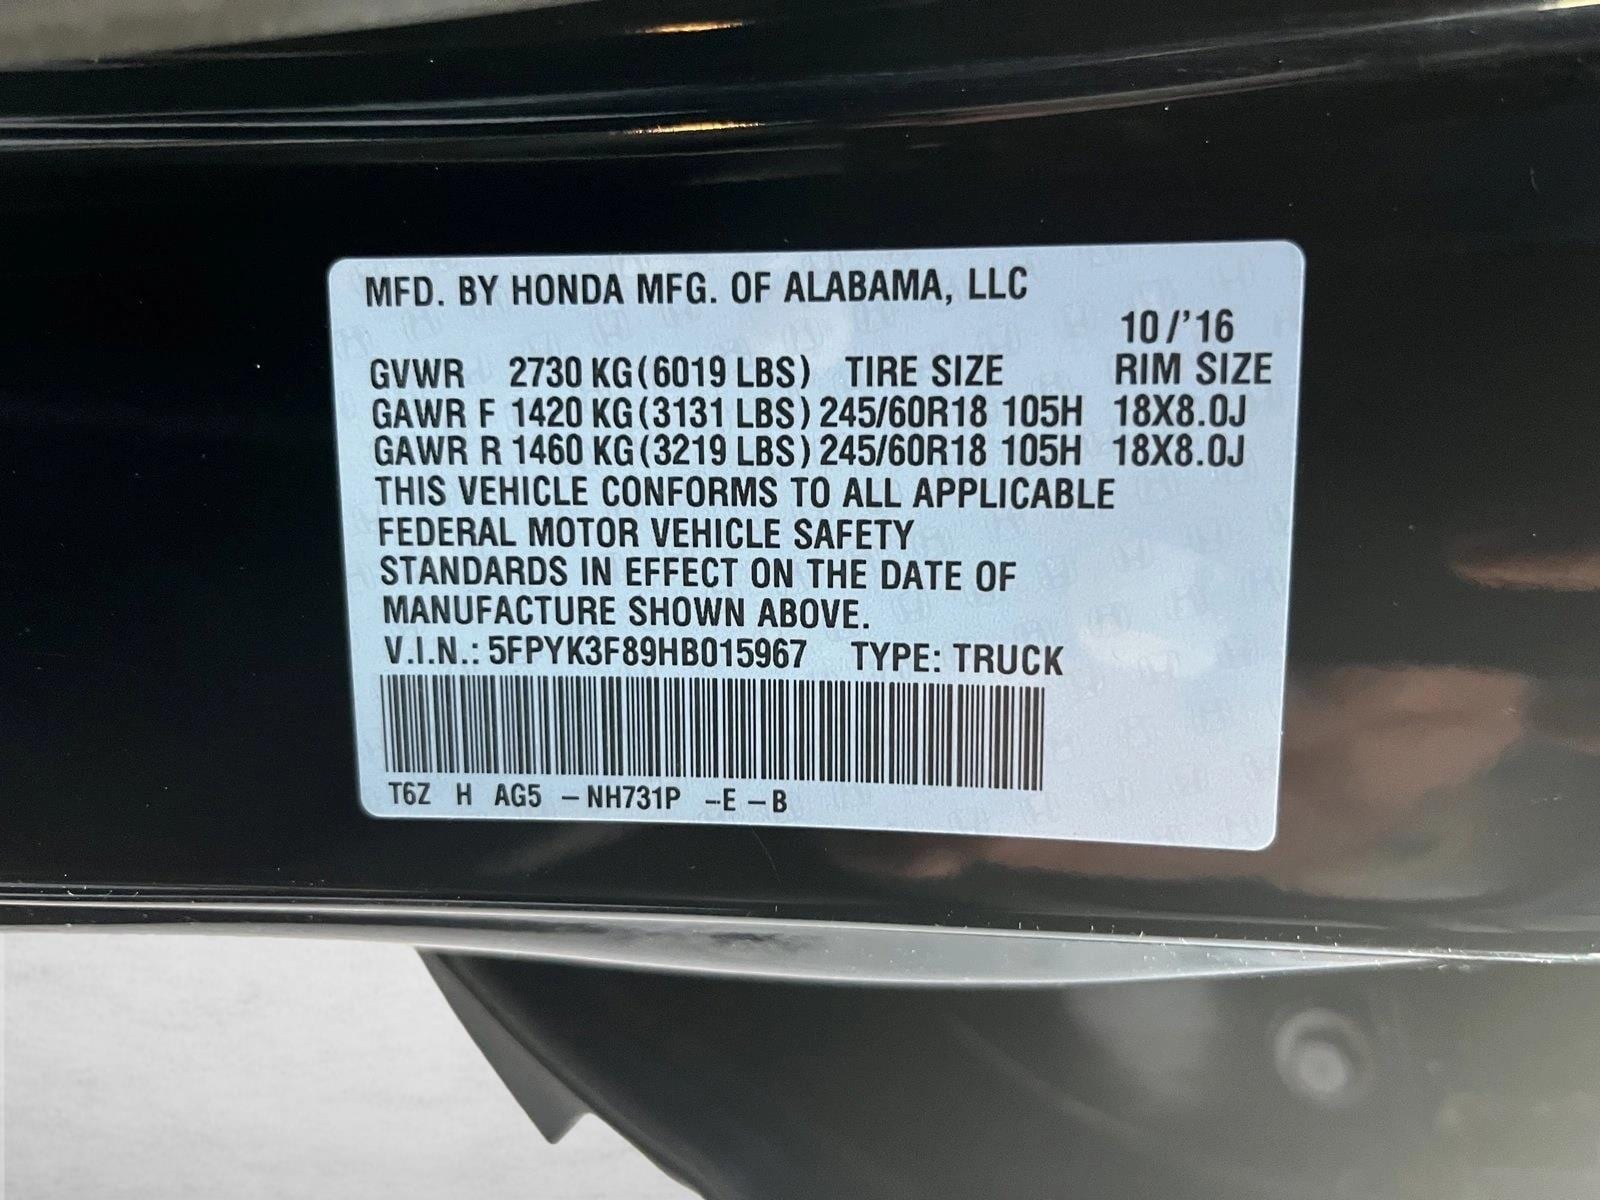 MFD. BY HONDA MFG. OF ALABAMA, LLC
10/'16
GVWR 2730 KG(6019 LBS) TIRE SIZE RIM SIZE
GAWR F 1420 KG(3131 LBS) 245/60R18 105H 18X8.0J
GAWR R 1460 KG(3219 LBS) 245/60R18 105H 18X8.0J
THIS VEHICLE CONFORMS TO ALL APPLICABLE
FEDERAL MOTOR VEHICLE SAFETY
STANDARDS IN EFFECT ON THE DATE OF
MANUFACTURE SHOWN ABOVE.
V.I.N.: 5FPYK3F89HB015967 TYPE: TRUCK
T6Z H AG5 -NH731P -E -B